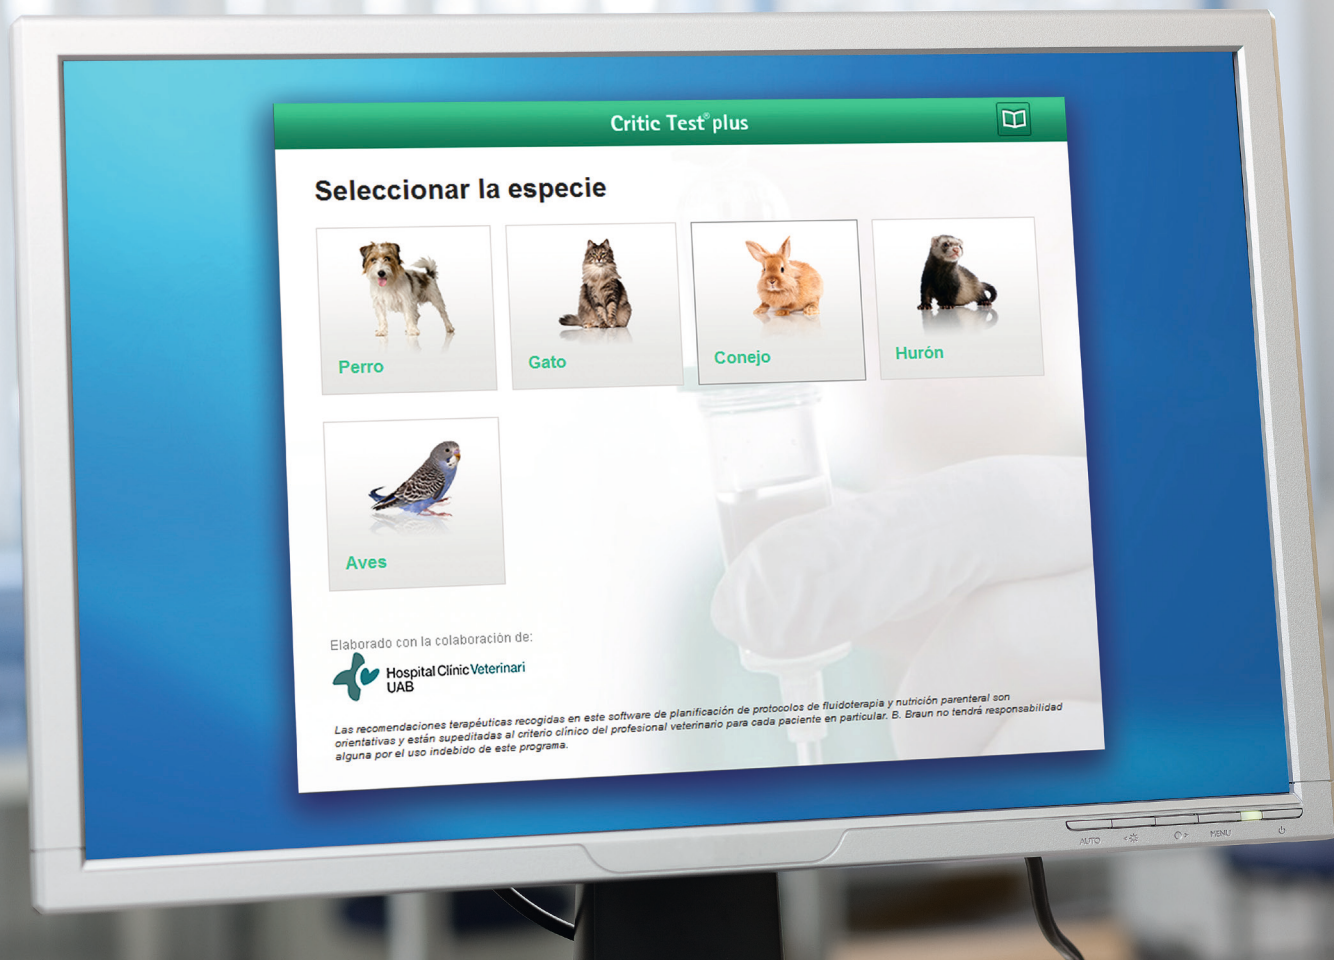 Critic Test® plus
Seleccionar la especie
Perro
Gato
Conejo
Hurón
Aves
Elaborado con la colaboración de:
Hospital Clínic Veterinari
UAB
Las recomendaciones terapéuticas recogidas en este software de planificación de protocolos de fluidoterapia y nutrición parenteral son
orientativas y están supeditadas al criterio clínico del profesional veterinario para cada paciente en particular. B. Braun no tendrá responsabilidad
alguna por el uso indebido de este programa.
AUTO
MENU